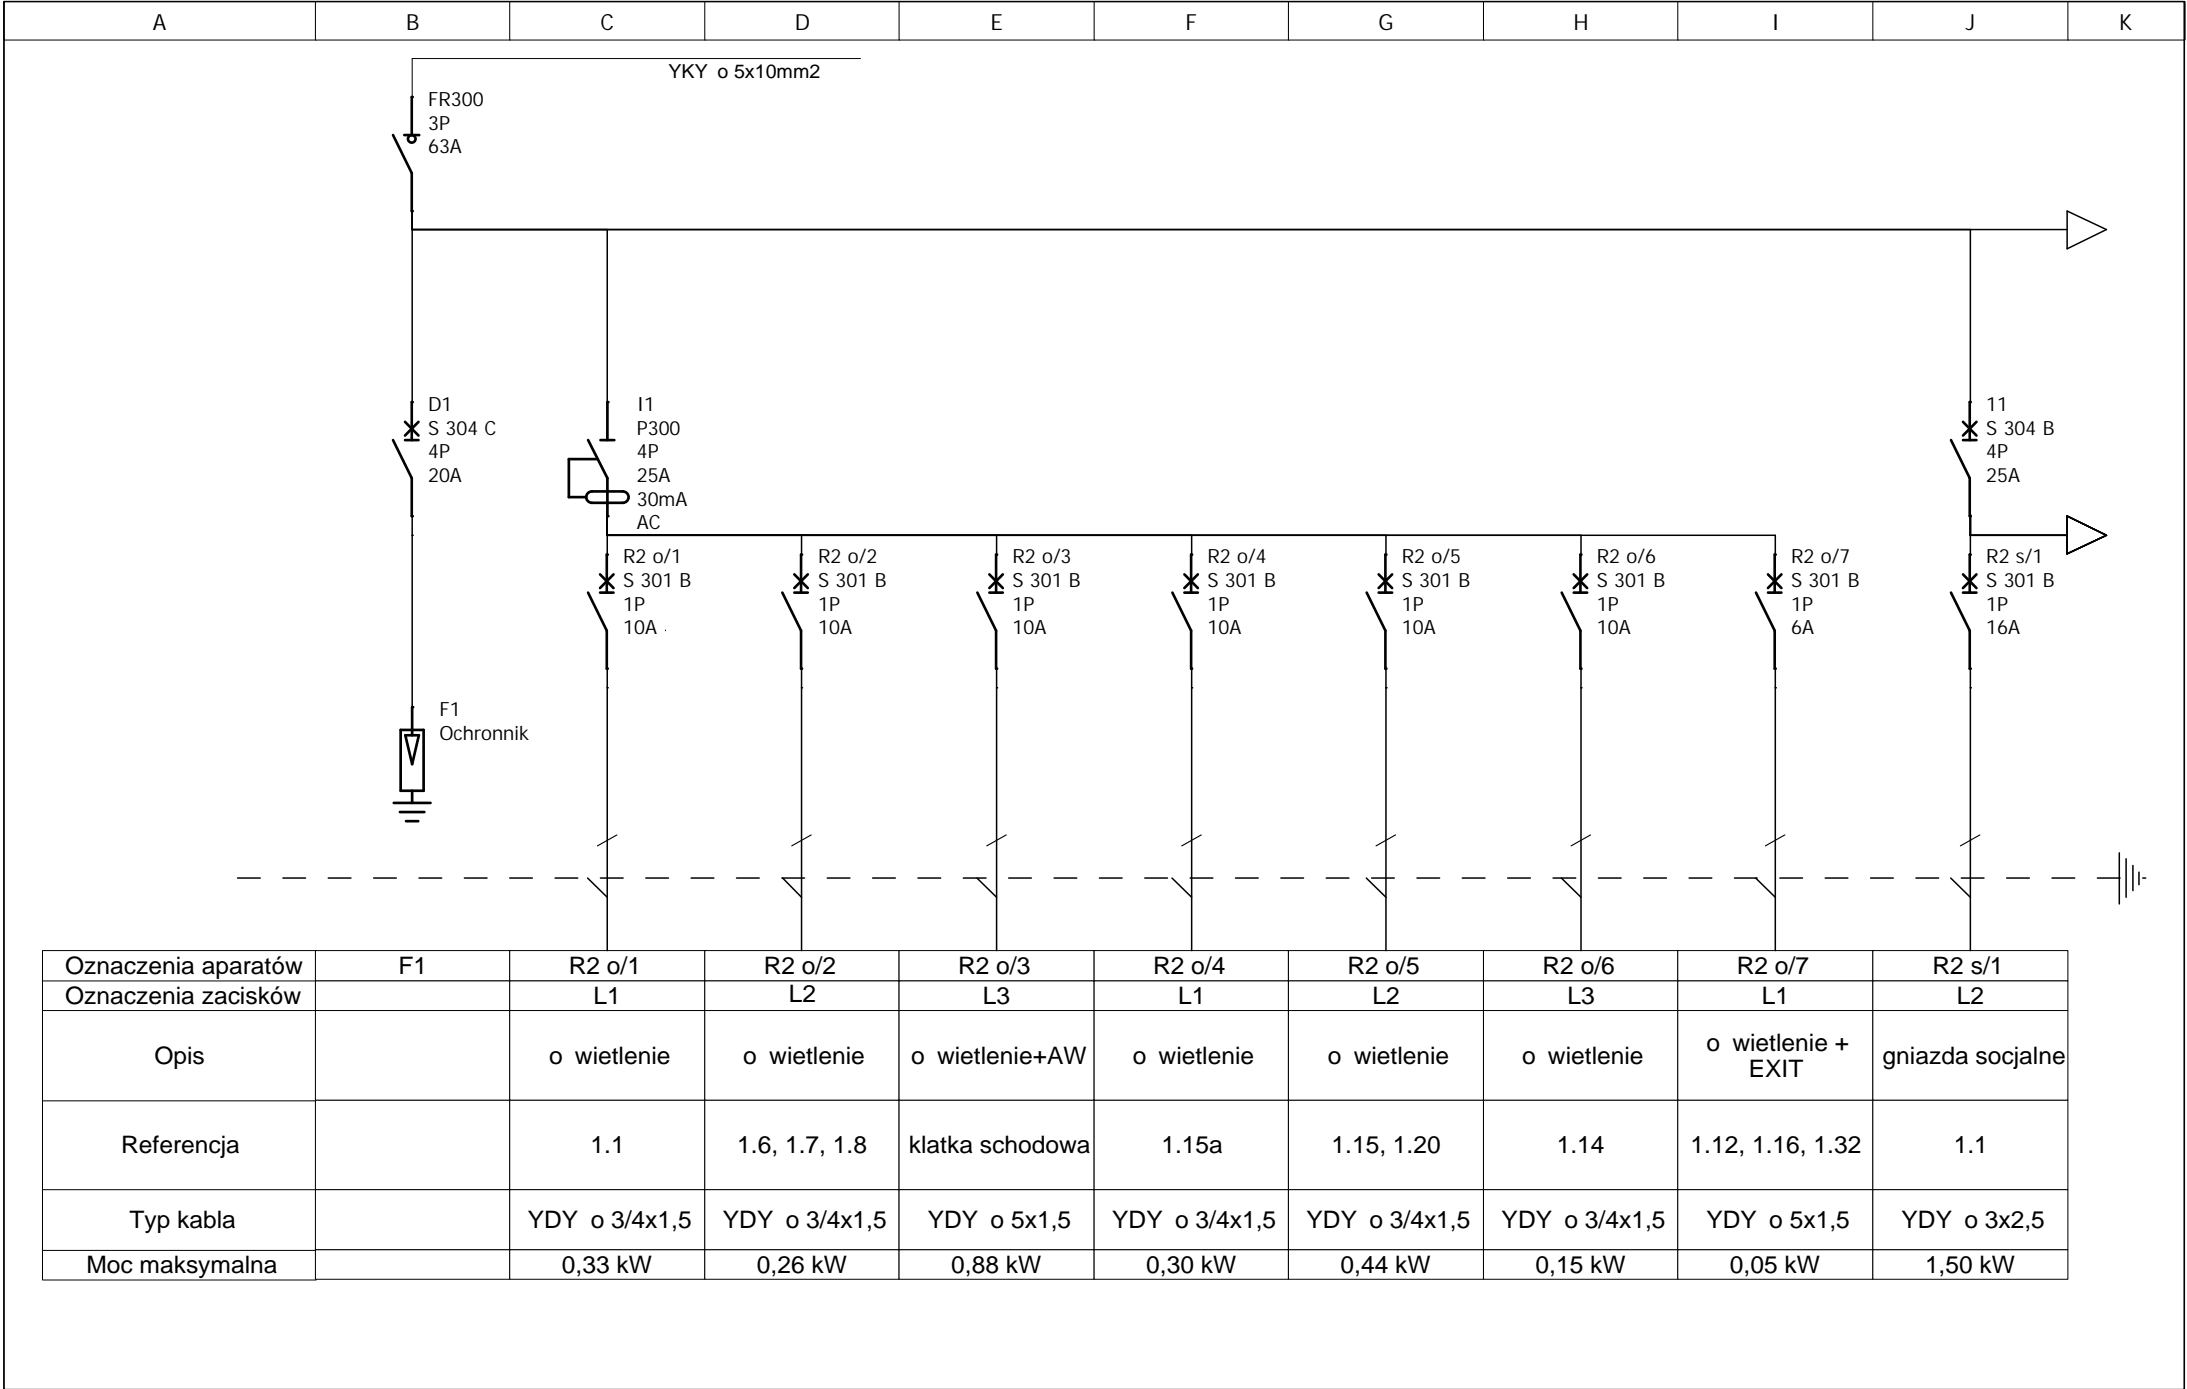 A B C D E F G H I J K
YKY o 5x10mm2
FR300
3P
63A
D1
S 304 C
4P
20A
I1
P300
4P
25A
30mA
AC
11
S 304 B
4P
25A
R2 o/1
S 301 B
1P
10A
R2 o/2
S 301 B
1P
10A
R2 o/3
S 301 B
1P
10A
R2 o/4
S 301 B
1P
10A
R2 o/5
S 301 B
1P
10A
R2 o/6
S 301 B
1P
10A
R2 o/7
S 301 B
1P
6A
R2 s/1
S 301 B
1P
16A
F1
Ochronnik
Oznaczenia aparatów F1 R2 o/1 R2 o/2 R2 o/3 R2 o/4 R2 o/5 R2 o/6 R2 o/7 R2 s/1
Oznaczenia zacisków L1 L2 L3 L1 L2 L3 L1 L2
Opis o wietlenie o wietlenie o wietlenie+AW o wietlenie o wietlenie o wietlenie o wietlenie + EXIT gniazda socjalne
Referencja 1.1 1.6, 1.7, 1.8 klatka schodowa 1.15a 1.15, 1.20 1.14 1.12, 1.16, 1.32 1.1
Typ kabla YDY o 3/4x1,5 YDY o 3/4x1,5 YDY o 5x1,5 YDY o 3/4x1,5 YDY o 3/4x1,5 YDY o 3/4x1,5 YDY o 5x1,5 YDY o 3x2,5
Moc maksymalna 0,33 kW 0,26 kW 0,88 kW 0,30 kW 0,44 kW 0,15 kW 0,05 kW 1,50 kW